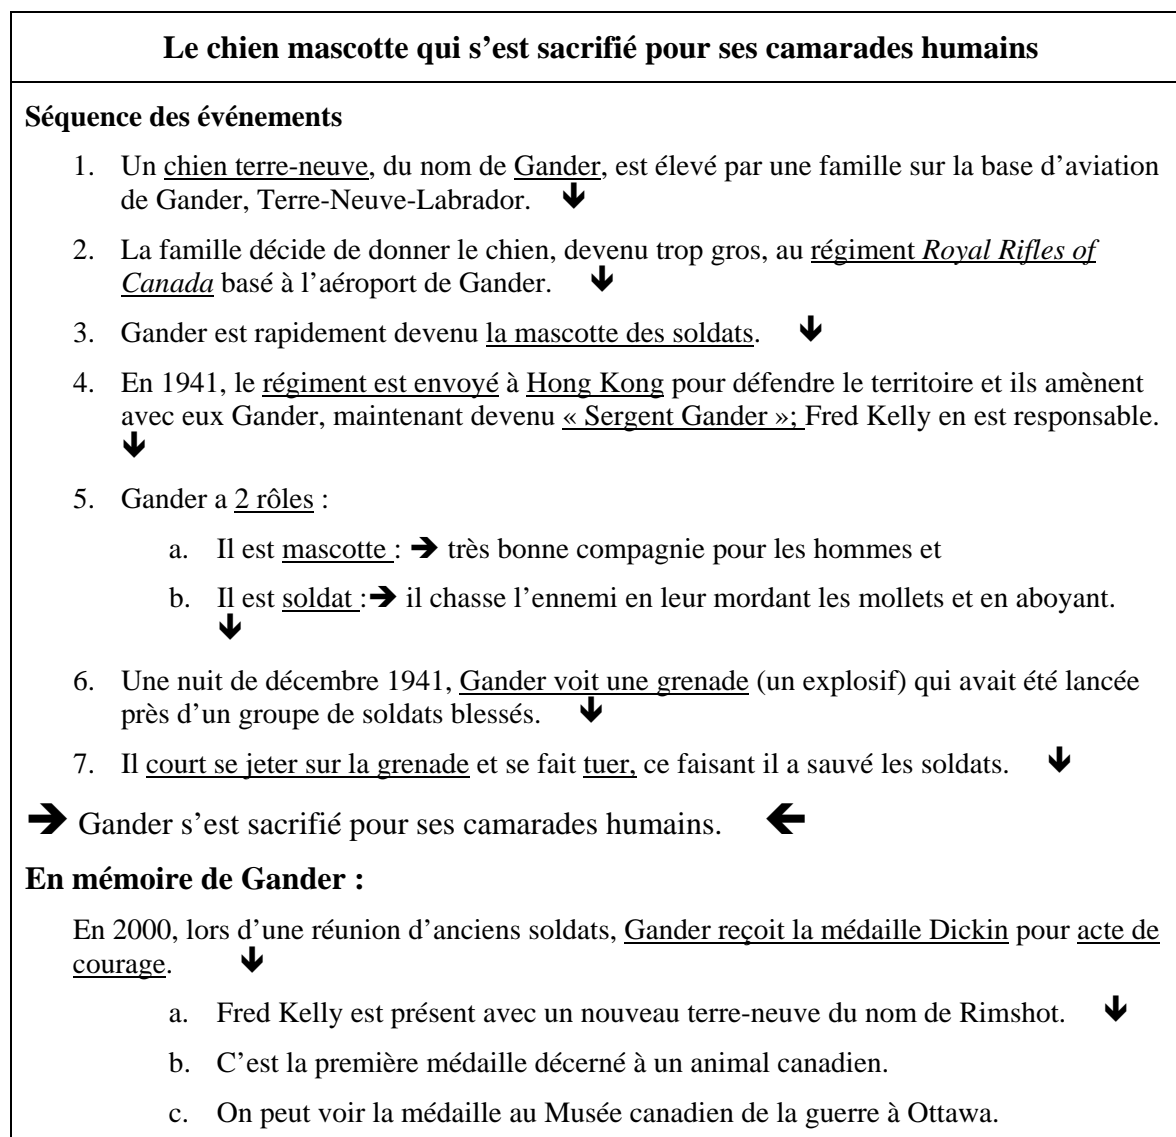 Le chien mascotte qui s’est sacrifié pour ses camarades humains
Séquence des événements
1. Un chien terre-neuve, du nom de Gander, est élevé par une famille sur la base d’aviation
de Gander, Terre-Neuve-Labrador. 🡻
2. La famille décide de donner le chien, devenu trop gros, au régiment Royal Rifles of
Canada basé à l’aéroport de Gander. 🡻
3. Gander est rapidement devenu la mascotte des soldats. 🡻
4. En 1941, le régiment est envoyé à Hong Kong pour défendre le territoire et ils amènent
avec eux Gander, maintenant devenu « Sergent Gander »; Fred Kelly en est responsable.
🡻
5. Gander a 2 rôles :
a. Il est mascotte : 🡺 très bonne compagnie pour les hommes et
b. Il est soldat :🡺 il chasse l’ennemi en leur mordant les mollets et en aboyant.
🡻
6. Une nuit de décembre 1941, Gander voit une grenade (un explosif) qui avait été lancée
près d’un groupe de soldats blessés. 🡻
7. Il court se jeter sur la grenade et se fait tuer, ce faisant il a sauvé les soldats. 🡻
🡺 Gander s’est sacrifié pour ses camarades humains. 🡸
En mémoire de Gander :
En 2000, lors d’une réunion d’anciens soldats, Gander reçoit la médaille Dickin pour acte de
courage. 🡻
a. Fred Kelly est présent avec un nouveau terre-neuve du nom de Rimshot. 🡻
b. C’est la première médaille décerné à un animal canadien.
c. On peut voir la médaille au Musée canadien de la guerre à Ottawa.